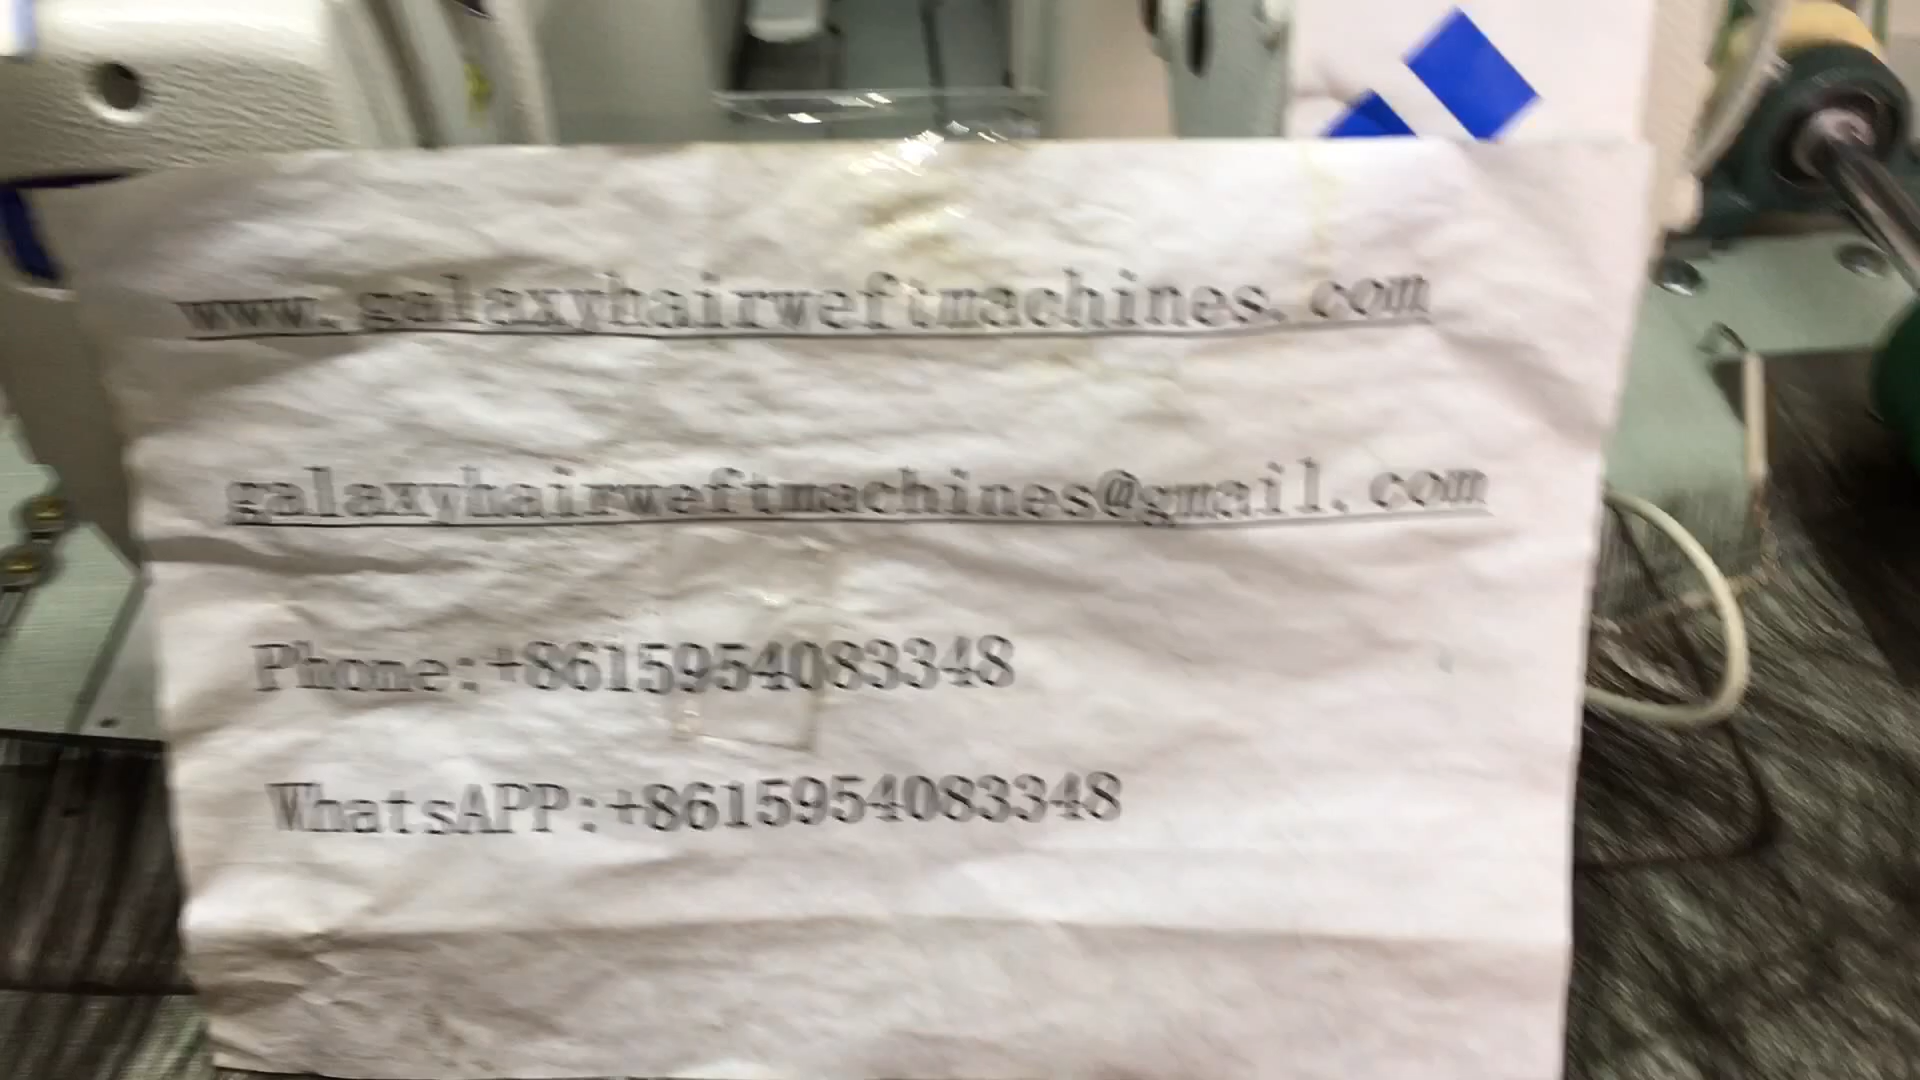 www.galaxyhairweftmachines.com
galaxyhairweftmachines@gmail.com
Phone:+8615954083348
WhatsAPP:+8615954083348